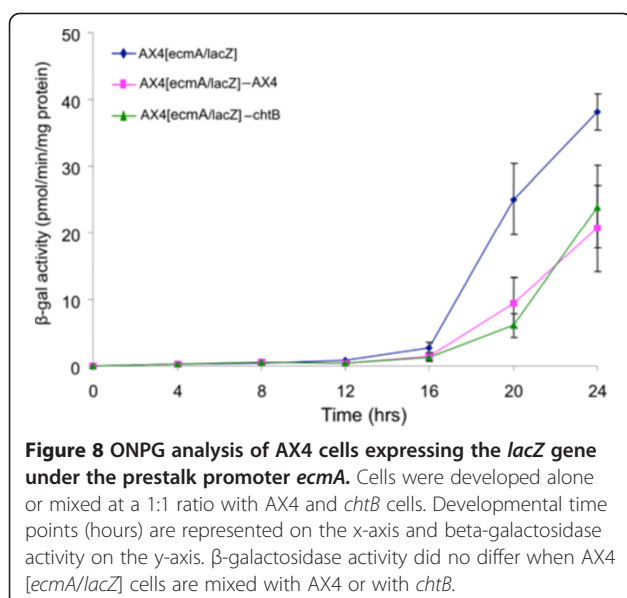 50
40
30
20
10
0
β-gal activity (pmol/min/mg protein)
AX4[ecmA/lacZ]
AX4[ecmA/lacZ]–AX4
AX4[ecmA/lacZ]–chtB
0 4 8 12 16 20 24
Time (hrs)
Figure 8 ONPG analysis of AX4 cells expressing the lacZ gene
under the prestalk promoter ecmA. Cells were developed alone
or mixed at a 1:1 ratio with AX4 and chtB cells. Developmental time
points (hours) are represented on the x-axis and beta-galactosidase
activity on the y-axis. β-galactosidase activity did no differ when AX4
[ecmA/lacZ] cells are mixed with AX4 or with chtB.